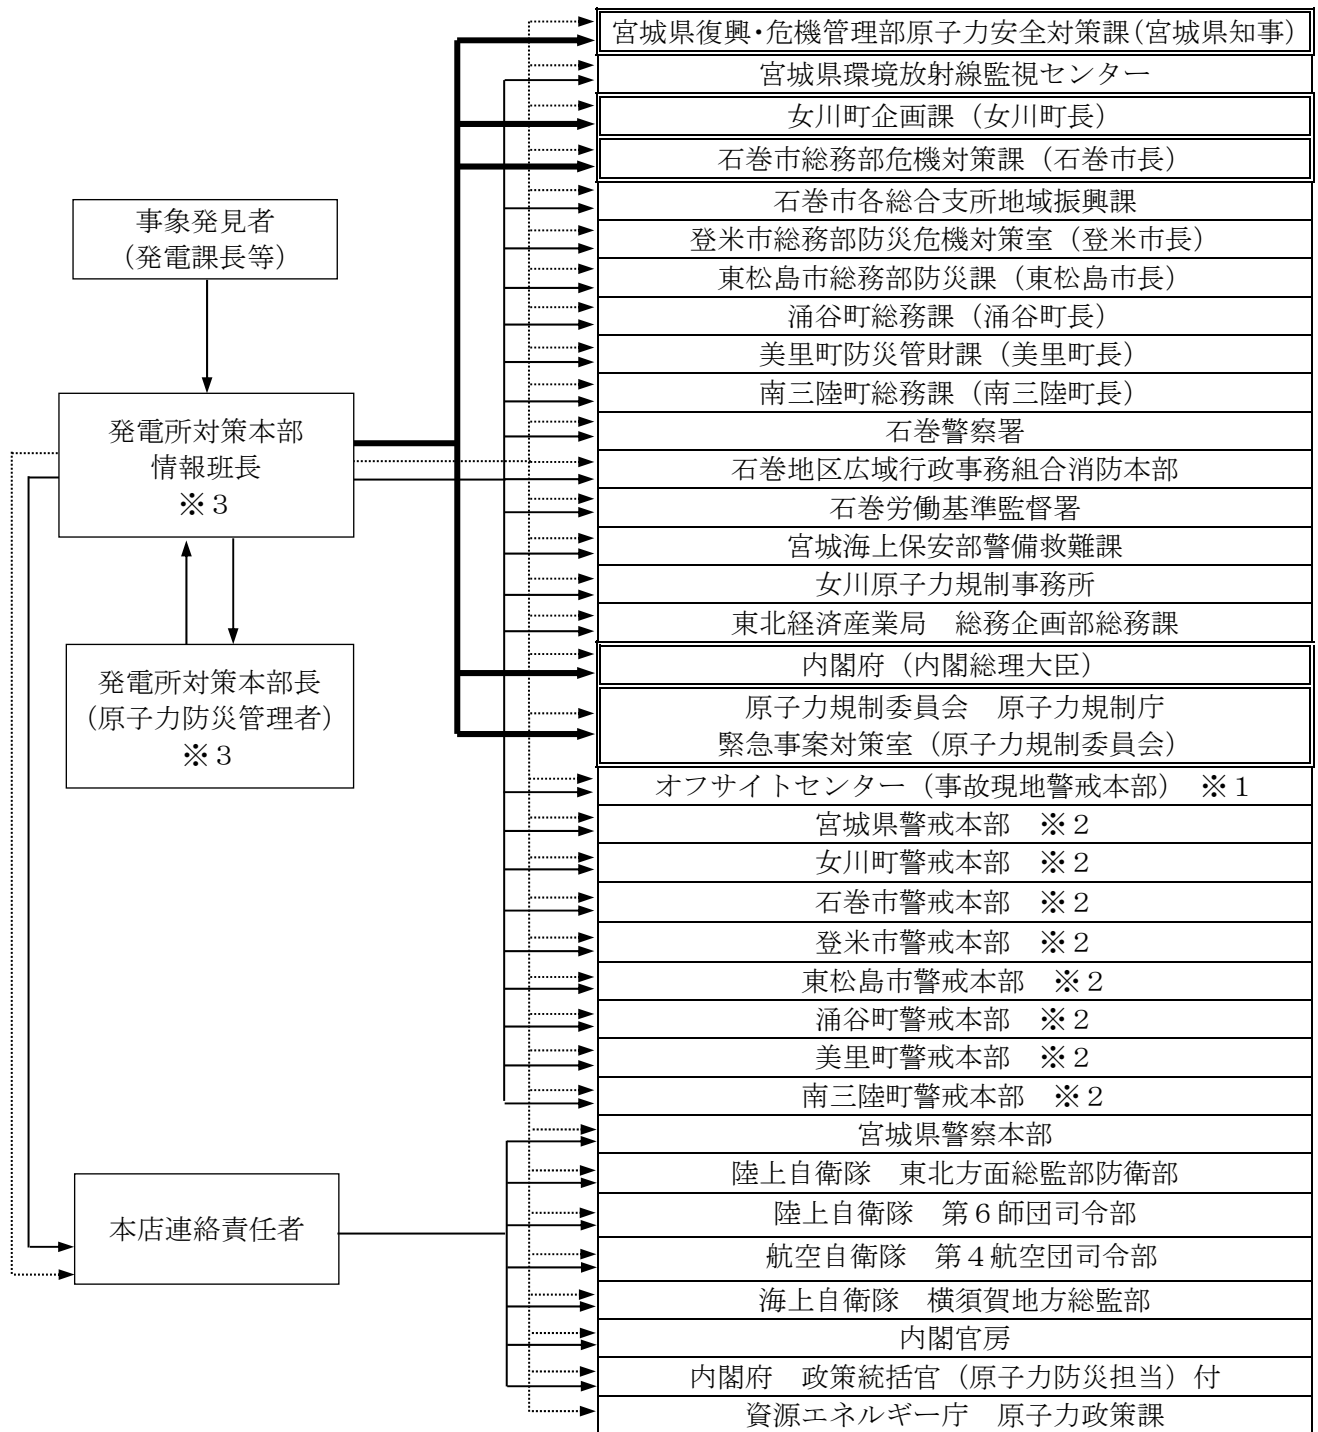 宮城県復興・危機管理部原子力安全対策課(宮城県知事)
宮城県環境放射線監視センター
女川町企画課（女川町長）
石巻市総務部危機対策課（石巻市長）
石巻市各総合支所地域振興課
登米市総務部防災危機対策室（登米市長）
東松島市総務部防災課（東松島市長）
涌谷町総務課（涌谷町長）
美里町防災管財課（美里町長）
南三陸町総務課（南三陸町長）
石巻警察署
石巻地区広域行政事務組合消防本部
石巻労働基準監督署
宮城海上保安部警備救難課
女川原子力規制事務所
東北経済産業局　総務企画部総務課
内閣府（内閣総理大臣）
原子力規制委員会　原子力規制庁
緊急事案対策室（原子力規制委員会）
オフサイトセンター（事故現地警戒本部）　※１
宮城県警戒本部　※２
女川町警戒本部　※２
石巻市警戒本部　※２
登米市警戒本部　※２
東松島市警戒本部　※２
涌谷町警戒本部　※２
美里町警戒本部　※２
南三陸町警戒本部　※２
宮城県警察本部
陸上自衛隊　東北方面総監部防衛部
陸上自衛隊　第６師団司令部
航空自衛隊　第４航空団司令部
海上自衛隊　横須賀地方総監部
内閣官房
内閣府　政策統括官（原子力防災担当）付
資源エネルギー庁　原子力政策課
事象発見者
（発電課長等）
発電所対策本部
情報班長
※３
発電所対策本部長
（原子力防災管理者）
※３
本店連絡責任者